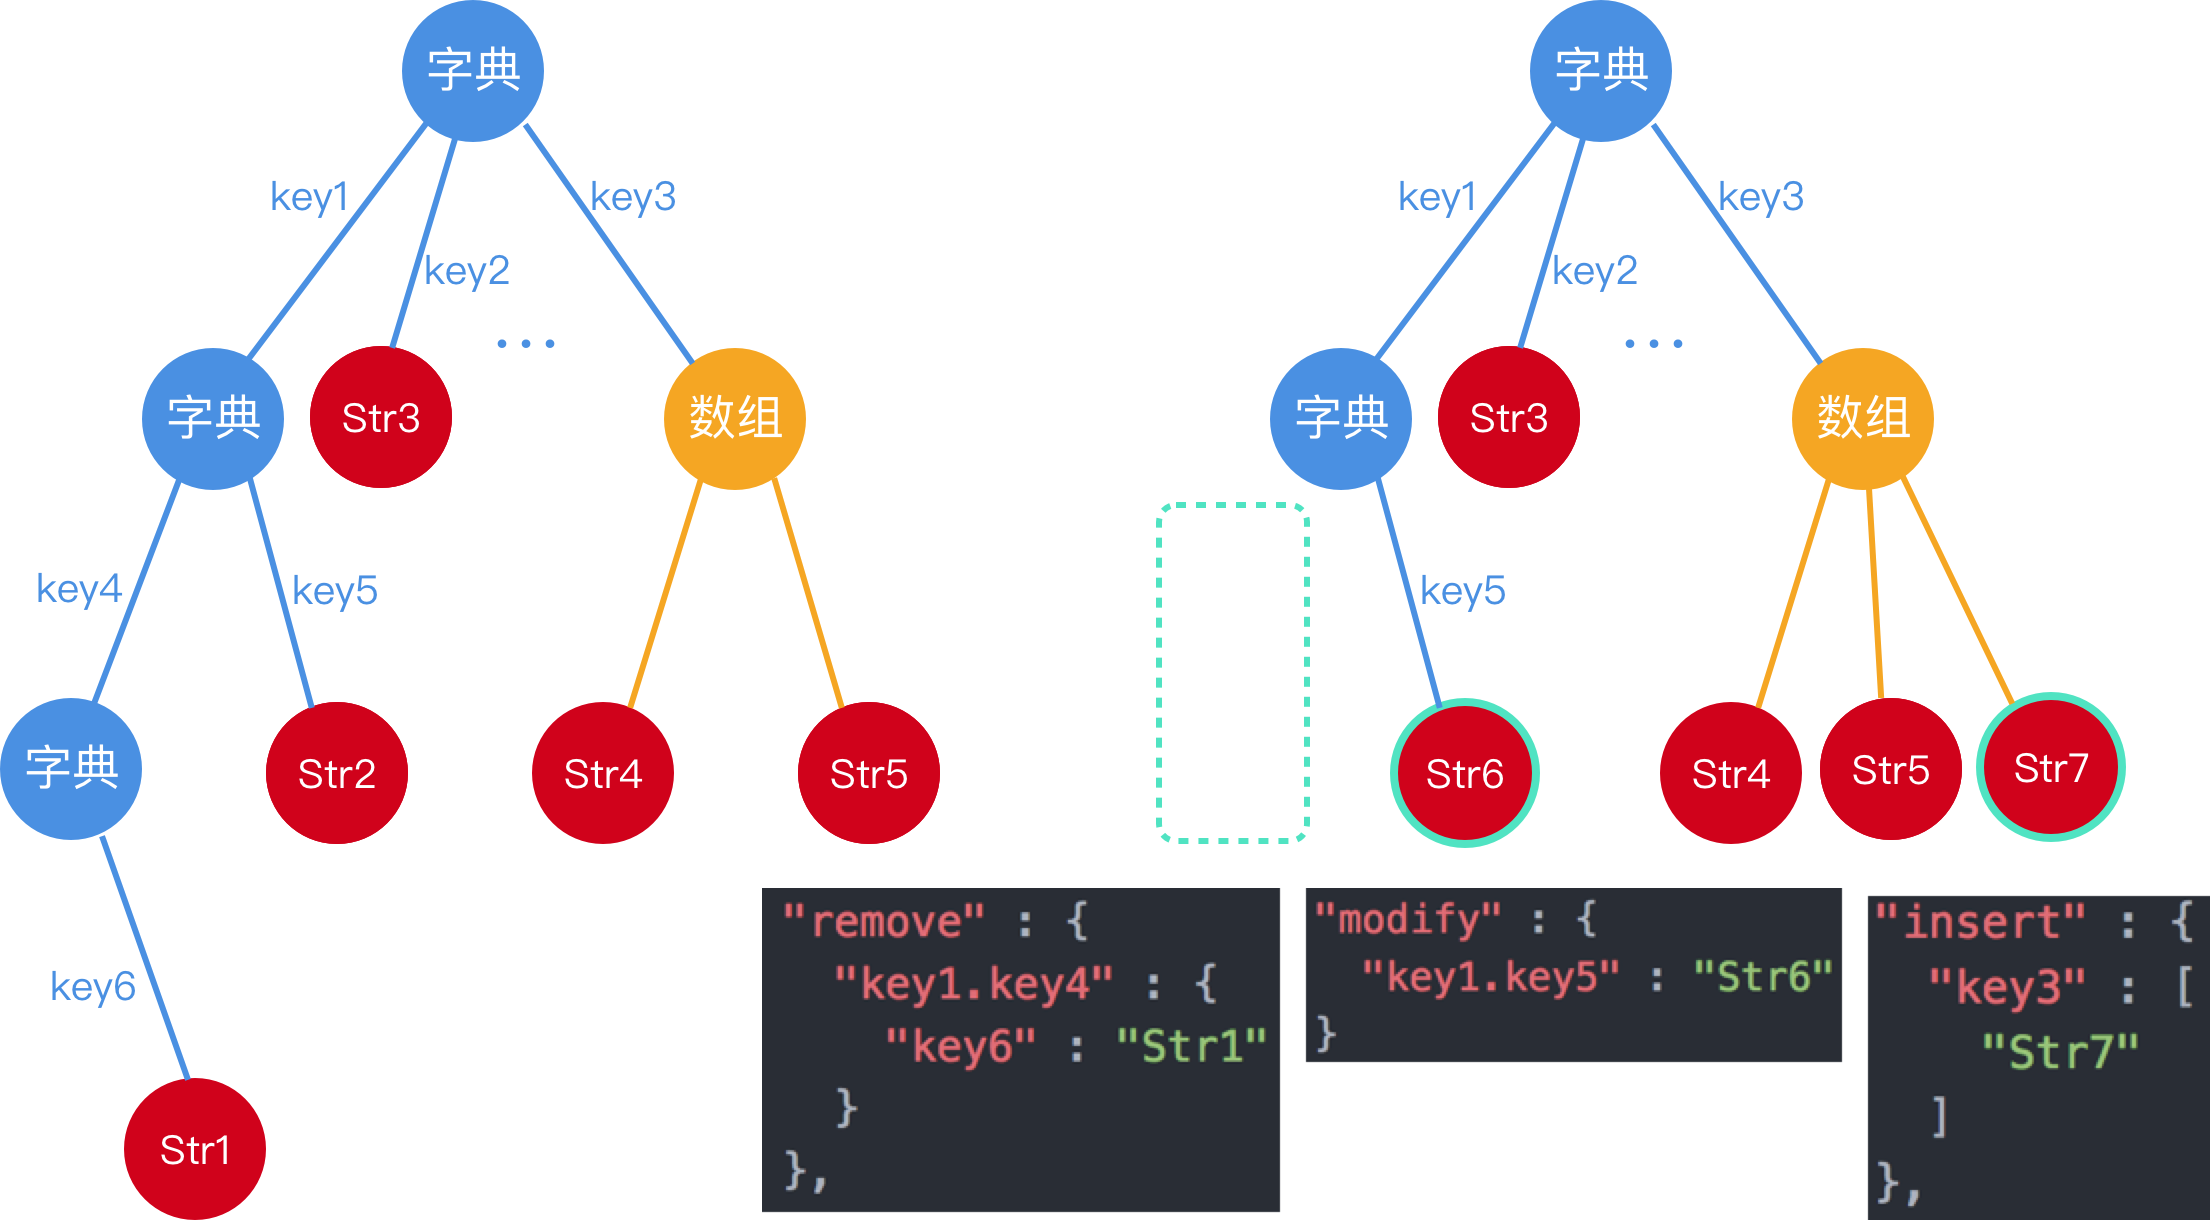 字典
key1
key3
key2
...
字典
Str3
数组
key4
key5
字典
Str2
Str4
Str5
key6
Str1
字典
key1
key3
key2
...
字典
Str3
数组
key5
Str6
Str4
Str5
Str7
"remove" : {
"key1.key4" : {
"key6" : "Str1"
}
},
"modify" : {
"key1.key5" : "Str6"
}
"insert" : {
"key3" : [
"Str7"
]
},